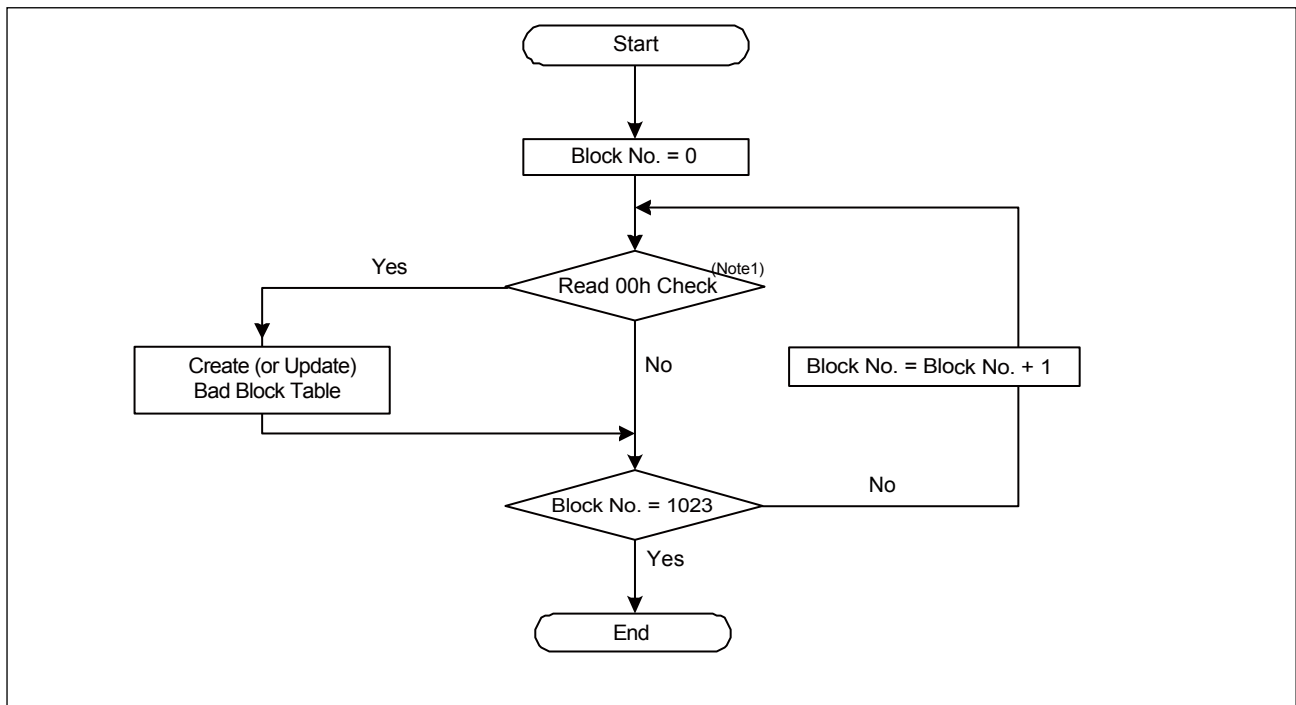 Start
Block No. = 0
(Note1)
Yes
Read 00h Check
Create (or Update)
Bad Block Table
No
Block No. = Block No. + 1
Block No. = 1023
No
Yes
End